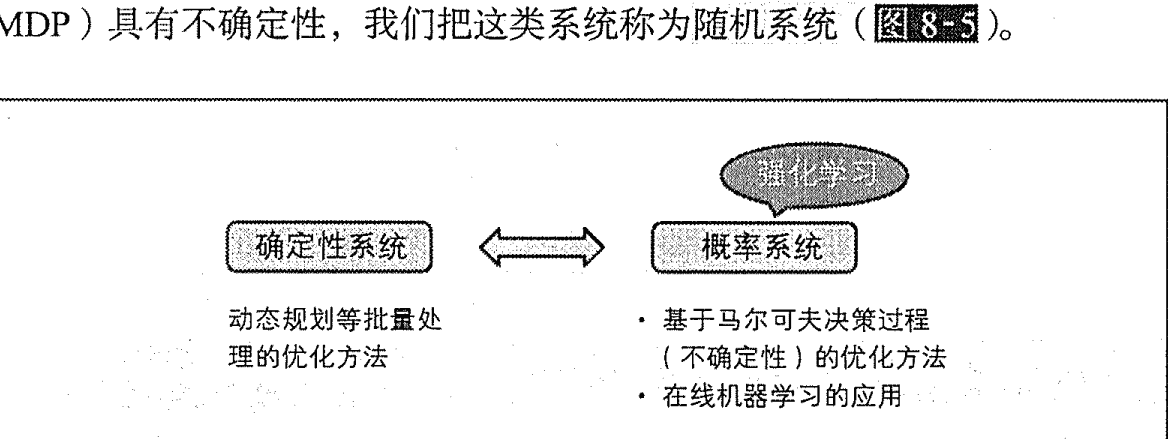 MDP）具有不确定性，我们把这类系统称为随机系统（图 8-5）。
强化学习
确定性系统
概率系统
动态规划等批量处
理的优化方法
· 基于马尔可夫决策过程
（不确定性）的优化方法
· 在线机器学习的应用